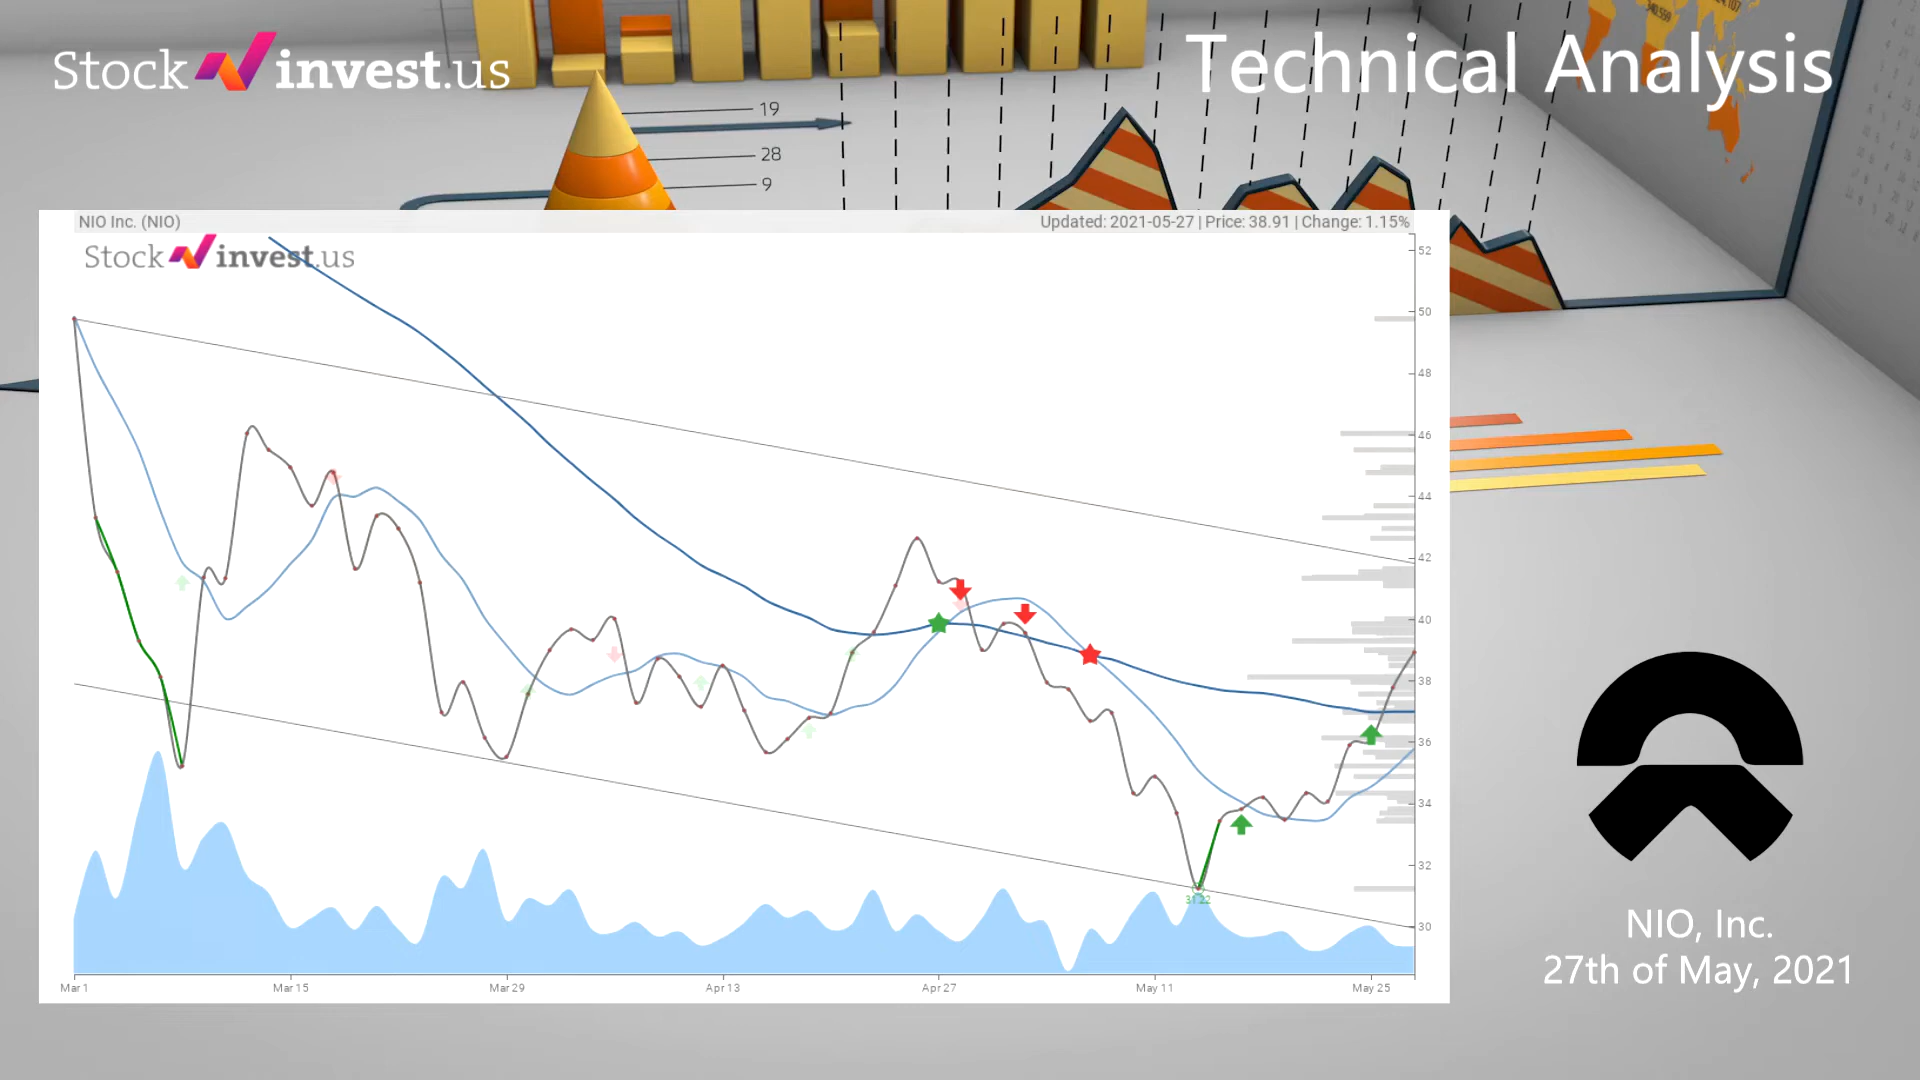 Stock invest.us
Technical Analysis
19
28
9
NIO Inc. (NIO)
Updated: 2021-05-27 | Price: 38.91 | Change: 1.15%
Stock invest.us
52
50
48
46
44
42
40
38
36
34
32
30
31.22
Mar 1
Mar 15
Mar 29
Apr 13
Apr 27
May 11
May 25
NIO, Inc.
27th of May, 2021